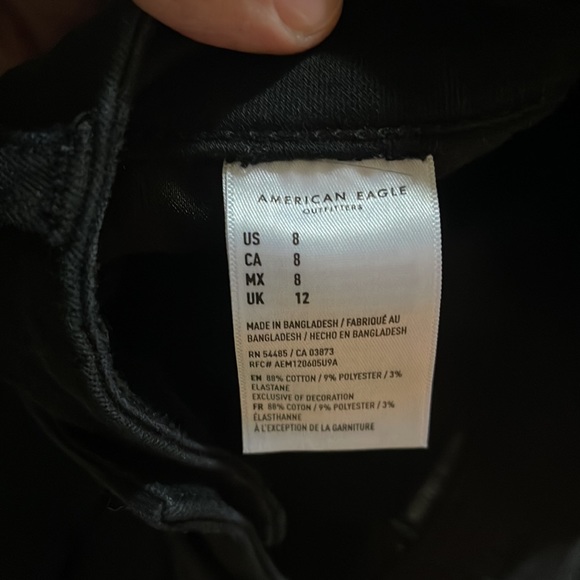 AMERICAN EAGLE
OUTFITTERS
US 8
CA 8
MX 8
UK 12
MADE IN BANGLADESH / FABRIQUÉ AU
BANGLADESH / HECHO EN BANGLADESH
RN 54485 / CA 03873
RFC# AEM120605U9A
EN 88% COTTON / 9% POLYESTER / 3%
ELASTANE
EXCLUSIVE OF DECORATION
FR 88% COTON / 9% POLYESTER / 3%
ÉLASTHANNE
À L'EXCEPTION DE LA GARNITURE